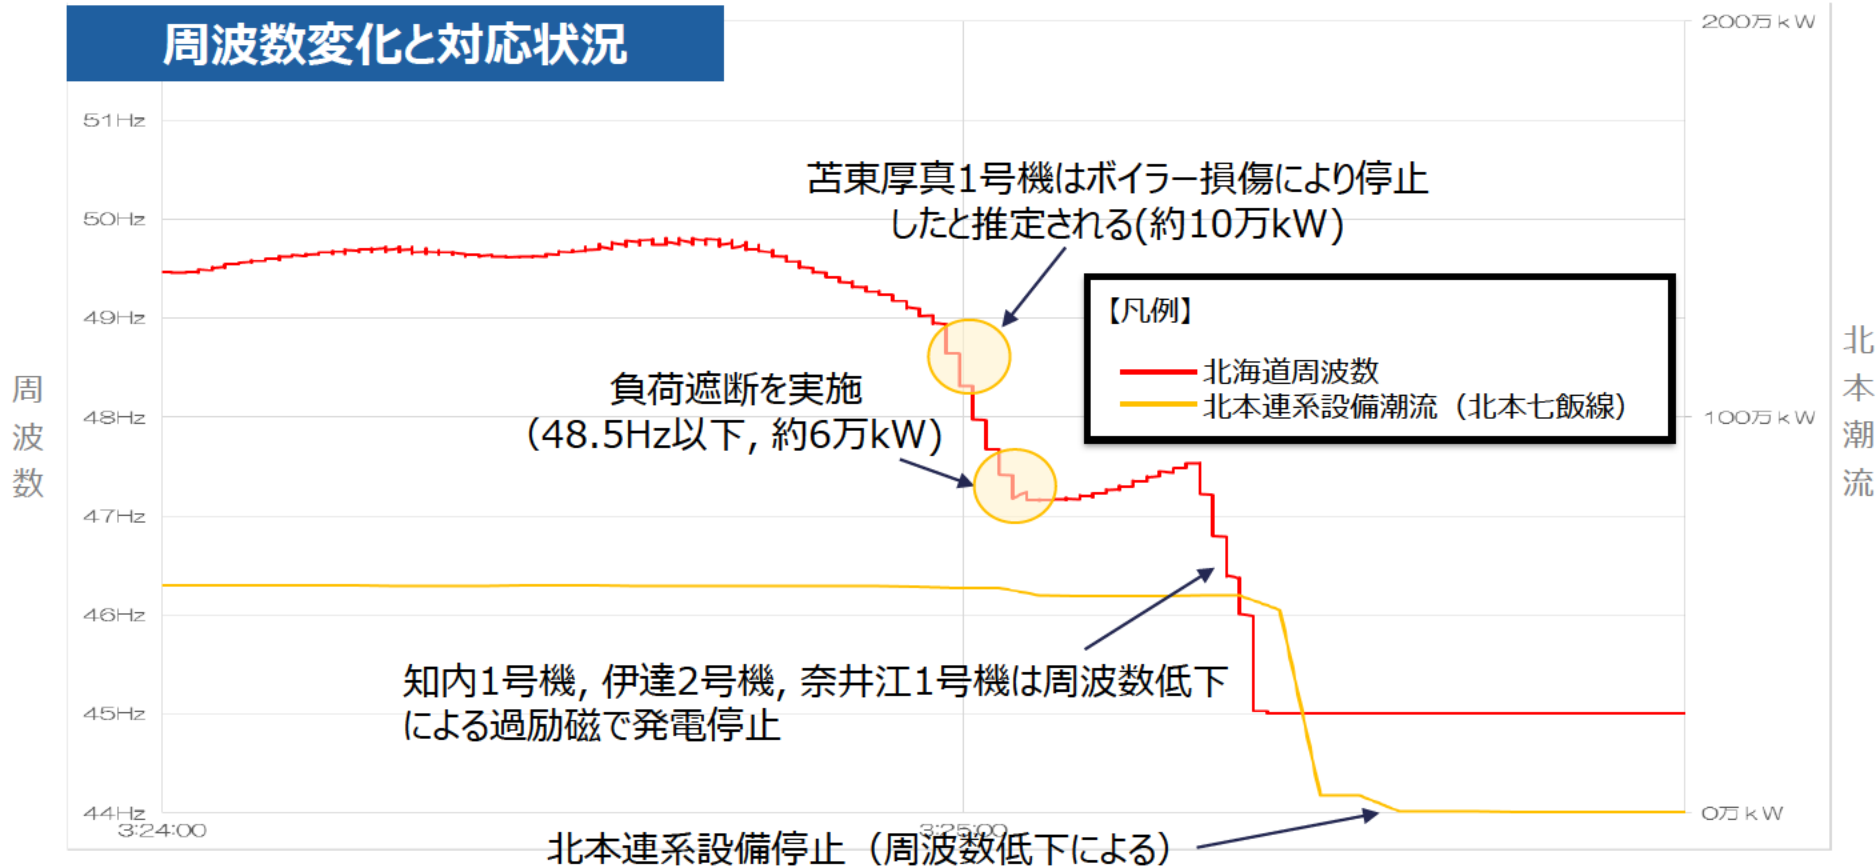 周波数変化と対応状況
200万kW
51Hz
苫東厚真1号機はボイラー損傷により停止
したと推定される(約10万kW)
50Hz
【凡例】
北海道周波数
北本連系設備潮流（北本七飯線）
49Hz
負荷遮断を実施
（48.5Hz以下, 約6万kW)
48Hz
100万kW
周波数
北本潮流
47Hz
46Hz
知内1号機, 伊達2号機, 奈井江1号機は周波数低下
による過励磁で発電停止
45Hz
44Hz
0万kW
3:24:00
3:25:00
北本連系設備停止（周波数低下による）